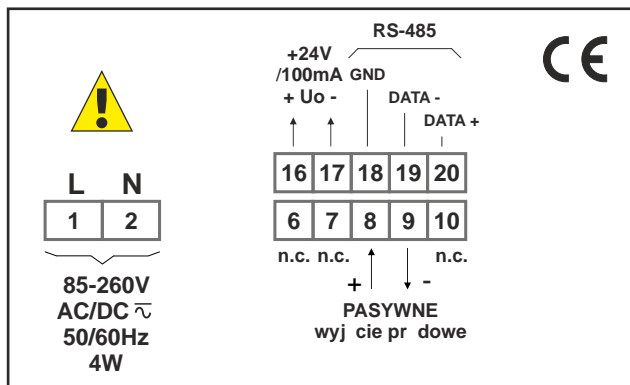 RS-485
+24V
/100mA GND
+ Uo - DATA -
DATA +
16 17 18 19 20
L N
1 2
6 7 8 9 10
n.c. n.c. n.c.
+ -
85-260V
AC/DC
50/60Hz
4W
PASYWNE
wyj cie pr dowe
CE